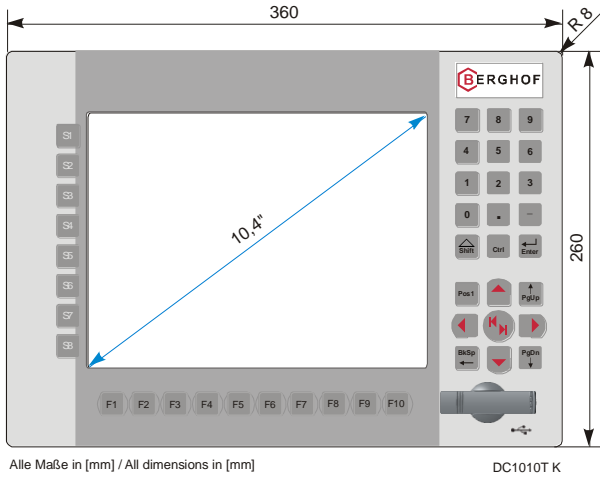 360
R 8
BERGHOF
7 8 9
S1
4 5 6
S2
1 2 3
S3
0 . −
S4
10,4"
Shift Ctrl Enter
260
S5
S6
Pos1 PgUp
S7
S8
BkSp PgDn
F1 F2 F3 F4 F5 F6 F7 F8 F9 F10
Alle Maße in [mm] / All dimensions in [mm]
DC1010T K